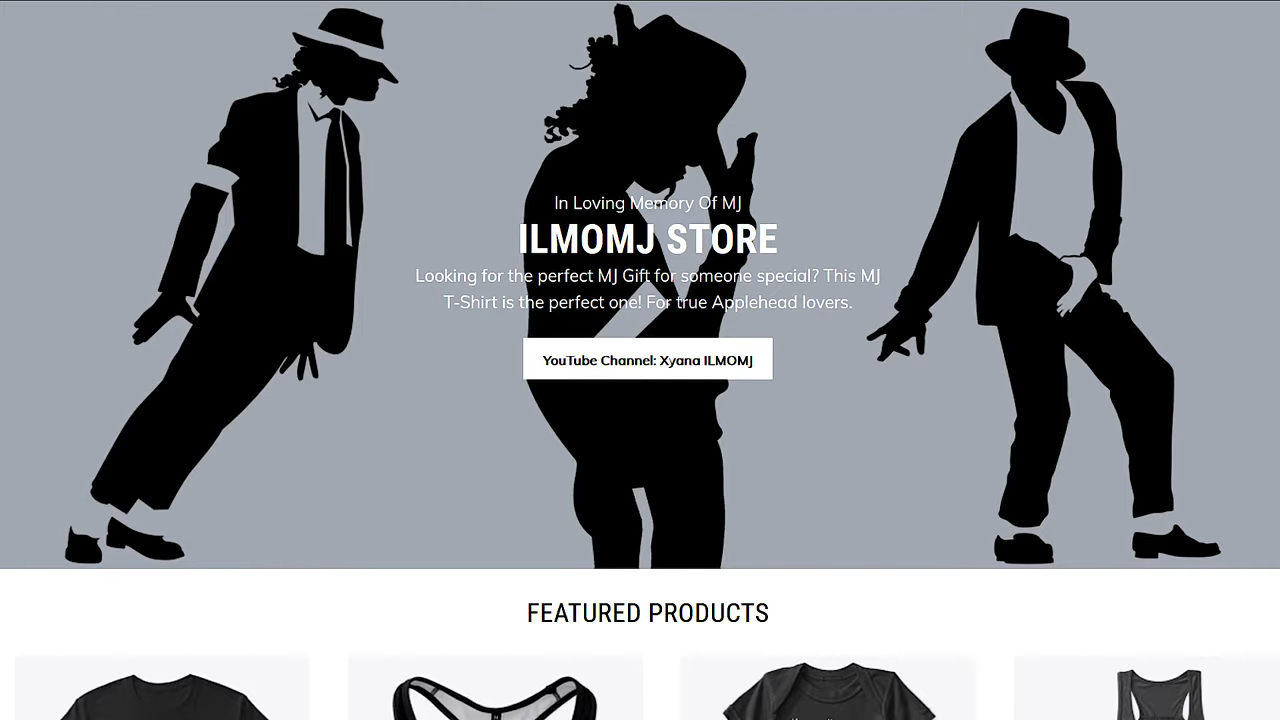 In Loving Memory Of MJ
ILMOMJ STORE
Looking for the perfect MJ Gift for someone special? This MJ
T-Shirt is the perfect one! For true Applehead lovers.
YouTube Channel: Xyana ILMOMJ
FEATURED PRODUCTS